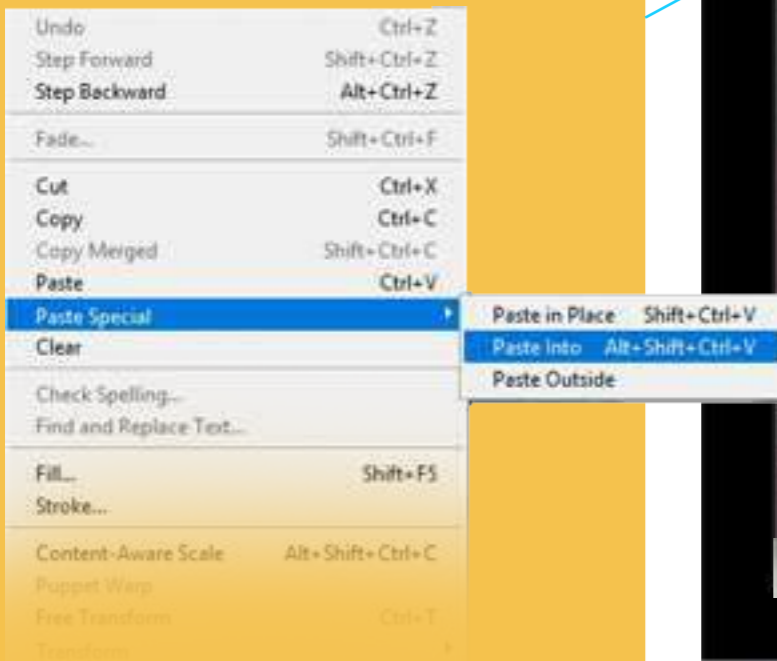 Undo Ctrl+Z
Step Forward Shift+Ctrl+Z
Step Backward Alt+Ctrl+Z
Fade... Shift+Ctrl+F
Cut Ctrl+X
Copy Ctrl+C
Copy Merged Shift+Ctrl+C
Paste Ctrl+V
Paste Special
Paste in Place Shift+Ctrl+V
Paste Into Alt+Shift+Ctrl+V
Paste Outside
Clear
Check Spelling...
Find and Replace Text...
Fill... Shift+F5
Stroke...
Content-Aware Scale Alt+Shift+Ctrl+C
Puppet Warp
Free Transform Ctrl+T
Transform